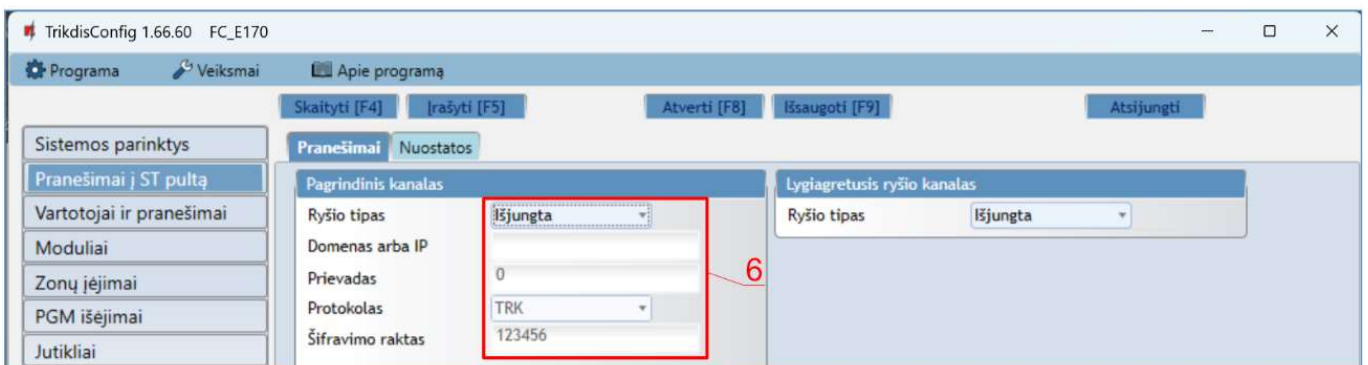 TrikdisConfig 1.66.60 FC_E170
Programa Veiksmai Apie programą
Skaityti [F4] Įrašyti [F5] Atverti [F8] Išsaugoti [F9] Atsijungti
Sistemos parinktys
Pranešimai į ST pultą
Vartotojai ir pranešimai
Moduliai
Zonų įėjimai
PGM išėjimai
Jutikliai
Pranešimai Nuostatos
Pagrindinis kanalas
Ryšio tipas Išjungta
Domenas arba IP
Prievadas 0
Protokolas TRK
Šifravimo raktas 123456
6
Lygiagretusis ryšio kanalas
Ryšio tipas Išjungta